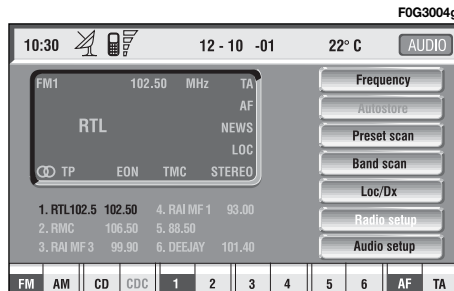 F0G3004g
10:30 12 - 10 -01 22° C AUDIO
FM1 102.50 MHz TA
AF
RTL NEWS
LOC
TP EON TMC STEREO
Frequency
Autostore
Preset scan
Band scan
Loc/Dx
Radio setup
Audio setup
1. RTL102.5 102.50 4. RAI MF 1 93.00
2. RMC 106.50 5. 88.50
3. RAI MF 3 99.90 6. DEEJAY 101.40
FM AM CD CDC 1 2 3 4 5 6 AF TA